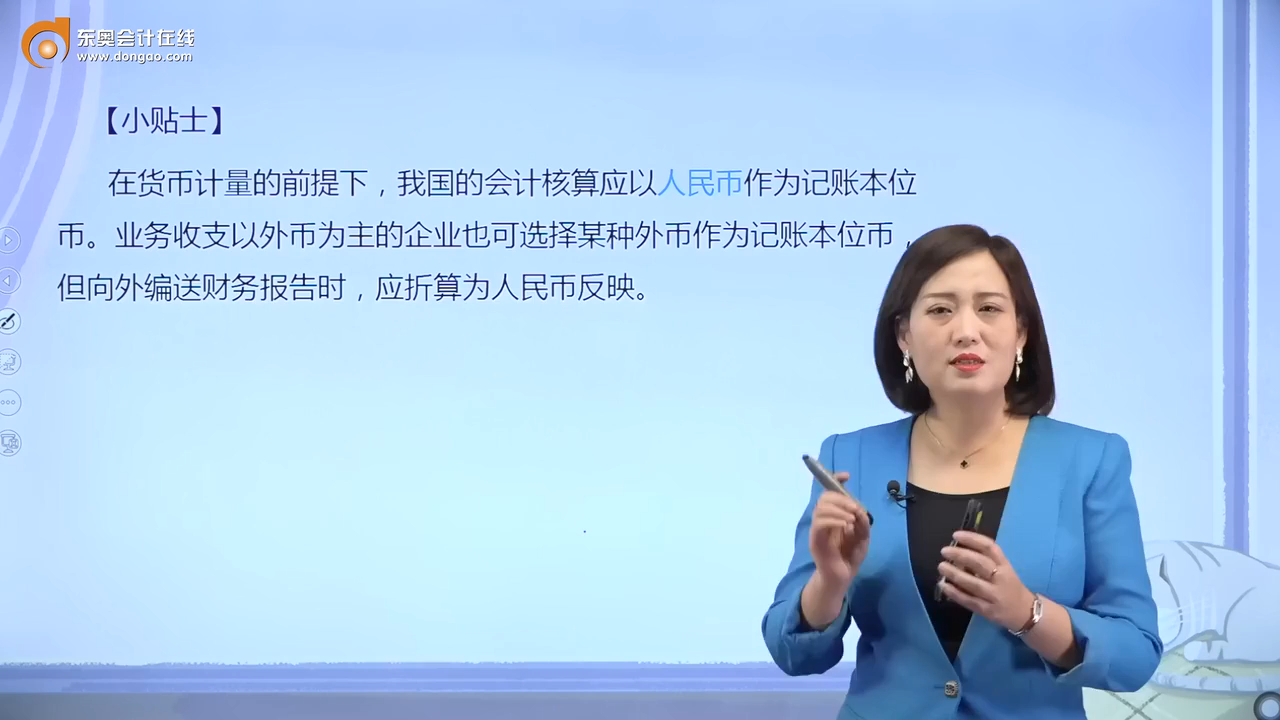 东奥会计在线
www.dongao.com
【小贴士】
在货币计量的前提下，我国的会计核算应以人民币作为记账本位
币。业务收支以外币为主的企业也可选择某种外币作为记账本位币，
但向外编送财务报告时，应折算为人民币反映。